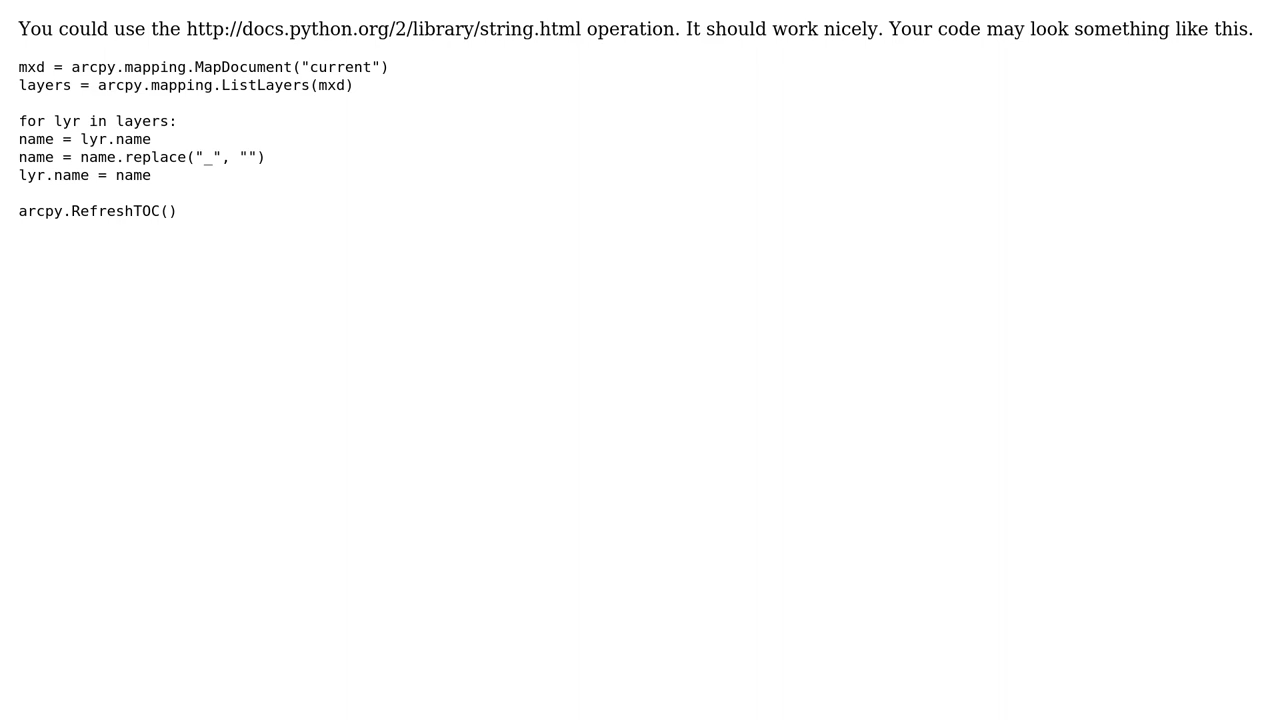 You could use the http://docs.python.org/2/library/string.html operation. It should work nicely. Your code may look something like this.
mxd = arcpy.mapping.MapDocument("current")
layers = arcpy.mapping.ListLayers(mxd)
for lyr in layers:
name = lyr.name
name = name.replace("_", "")
lyr.name = name
arcpy.RefreshTOC()